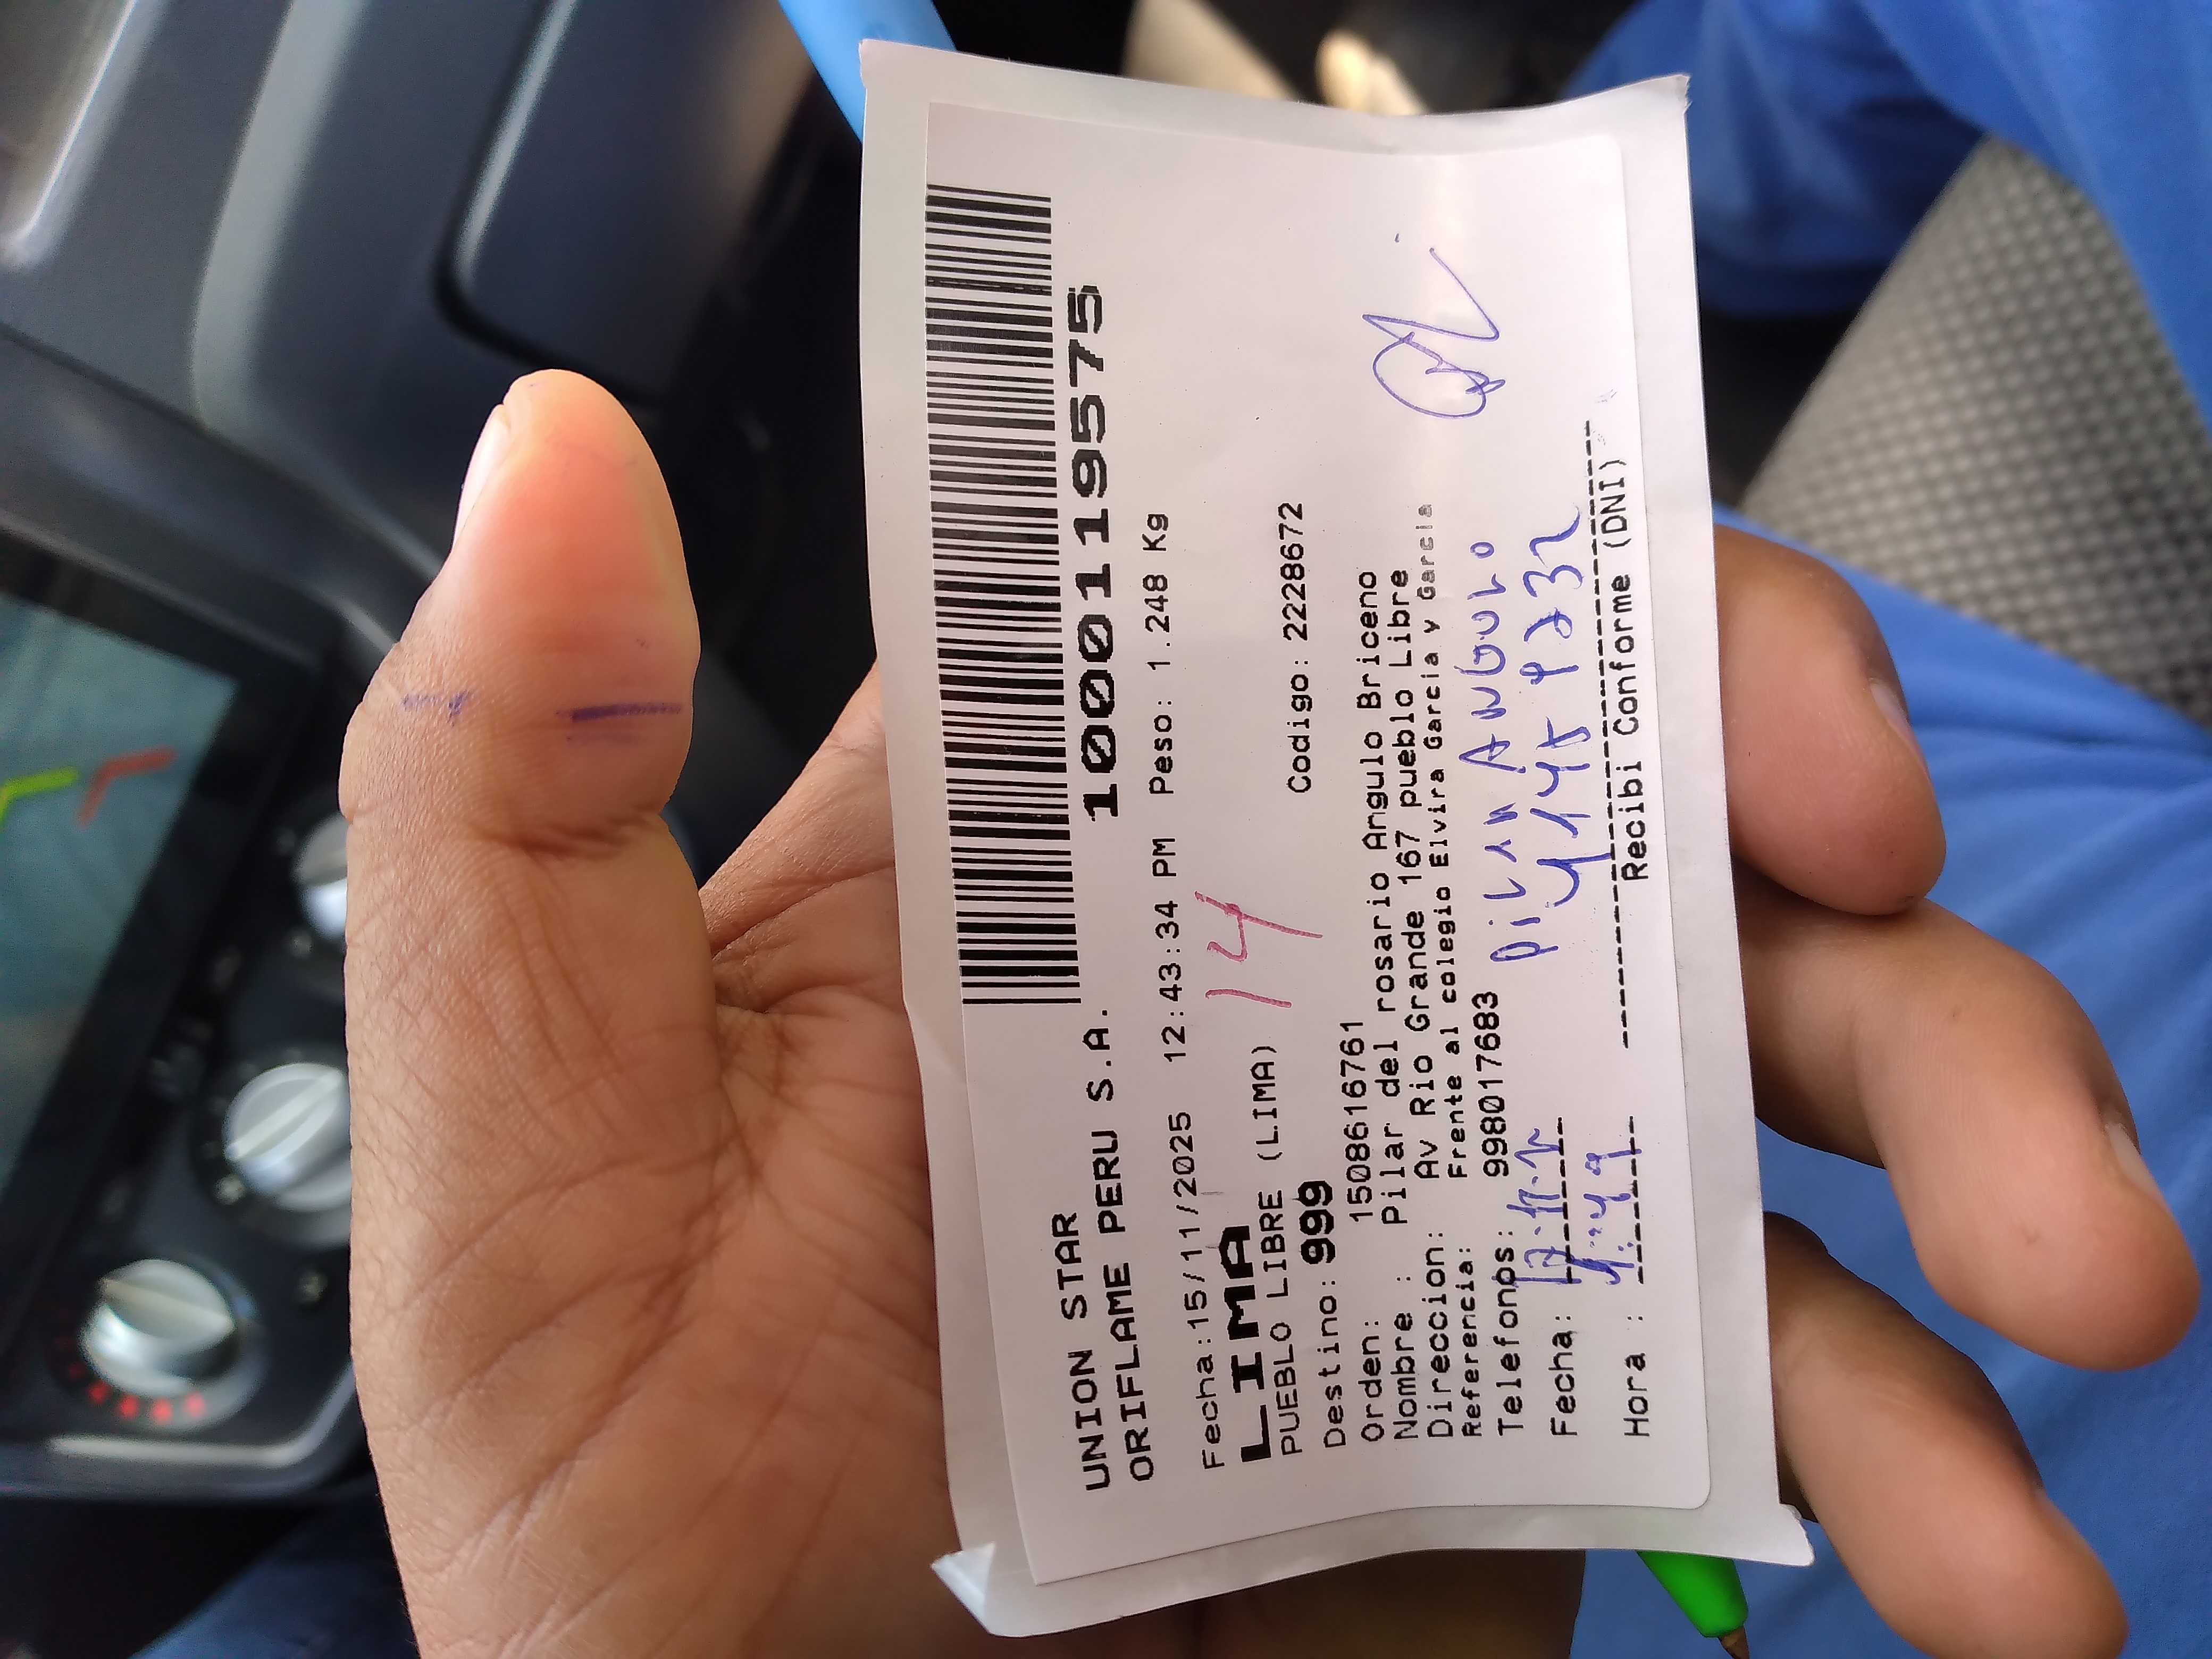 UNION STAR
ORIFLAME PERU S.A.
10001119575
Fecha:15/11/2025 12:43:34 PM Peso: 1.248 Kg
LIMA
14
PUEBLO LIBRE (LIMA)
Destino: 999 Codigo: 2228672
Orden: 1508616761
Nombre : Pilar del rosario Angulo Briceno
Direccion: Av Rio Grande 167 pueblo Libre
Referencia: Frente al colegio Elvira Garcia y Garcia
Telefonos: 998017683
ANGULO
Fecha:
Hora :
Recibi Conforme (DNI)